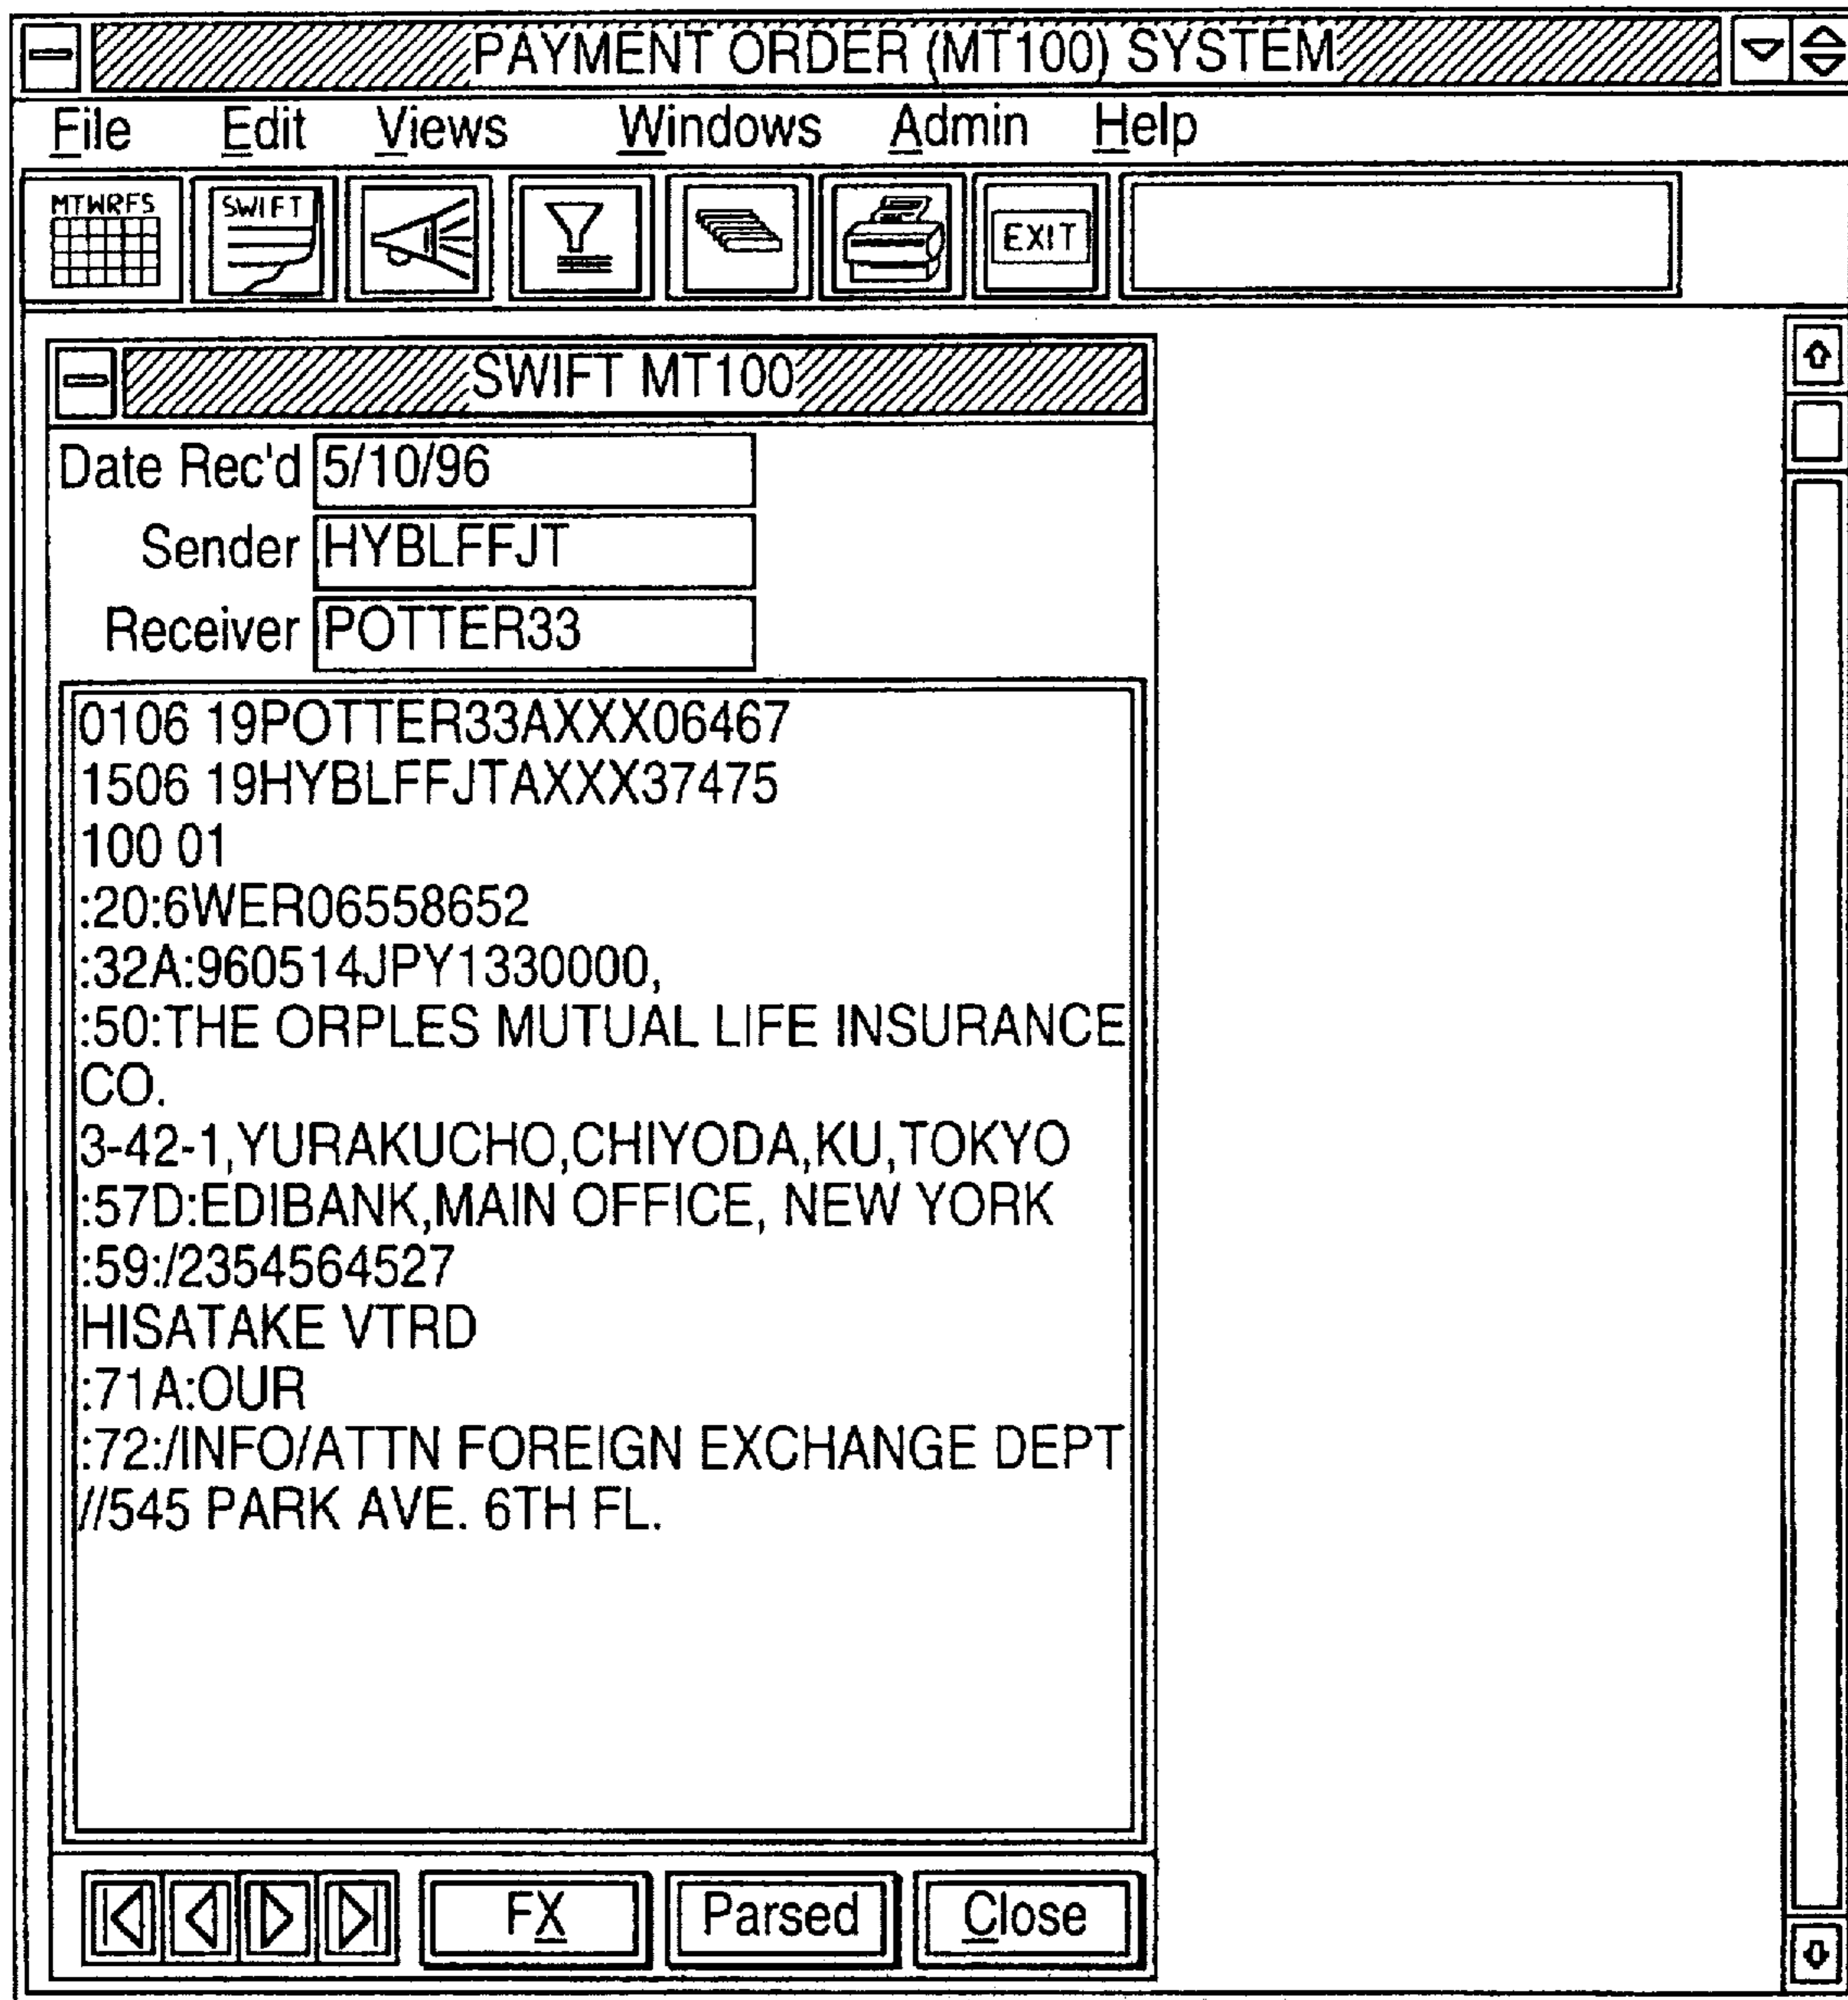 PAYMENT ORDER (MT100) SYSTEM
File Edit Views Windows Admin Help
MTWRFS SWIFT EXIT
SWIFT MT100
Date Rec'd 5/10/96
Sender HYBLFFJT
Receiver POTTER33
0106 19POTTER33AXXX06467
1506 19HYBLFFJTAXXX37475
100 01
:20:6WER06558652
:32A:960514JPY1330000,
:50:THE ORPLES MUTUAL LIFE INSURANCE
CO.
3-42-1,YURAKUCHO,CHIYODA,KU,TOKYO
:57D:EDIBANK,MAIN OFFICE, NEW YORK
:59:/2354564527
HISATAKE VTRD
:71A:OUR
:72:/INFO/ATTN FOREIGN EXCHANGE DEPT
//545 PARK AVE. 6TH FL.
FX Parsed Close